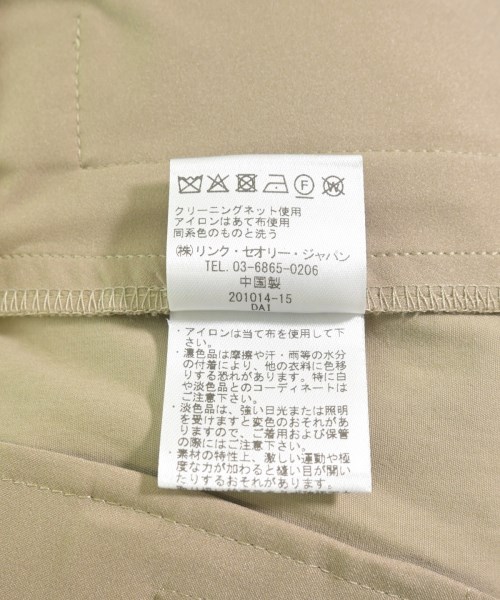 クリーニングネット使用
アイロンはあて布使用
同系色のものと洗う
(株)リンク・セオリー・ジャパン
TEL. 03-6865-0206
中国製
201014-15
DA1
・アイロンは当て布を使用して下
さい。
・濃色品は摩擦や汗・雨等の水分
の付着により、他の衣料に色移
りする恐れがあります。特に白
や淡色品とのコーディネートは
ご注意下さい。
・淡色品は、強い日光または照明
を受けますと変色のおそれがあ
りますので、ご着用および保管
の際にはご注意下さい。
・素材の特性上、激しい運動や極
度な力が加わると縫い目が開い
たりするおそれがあります。